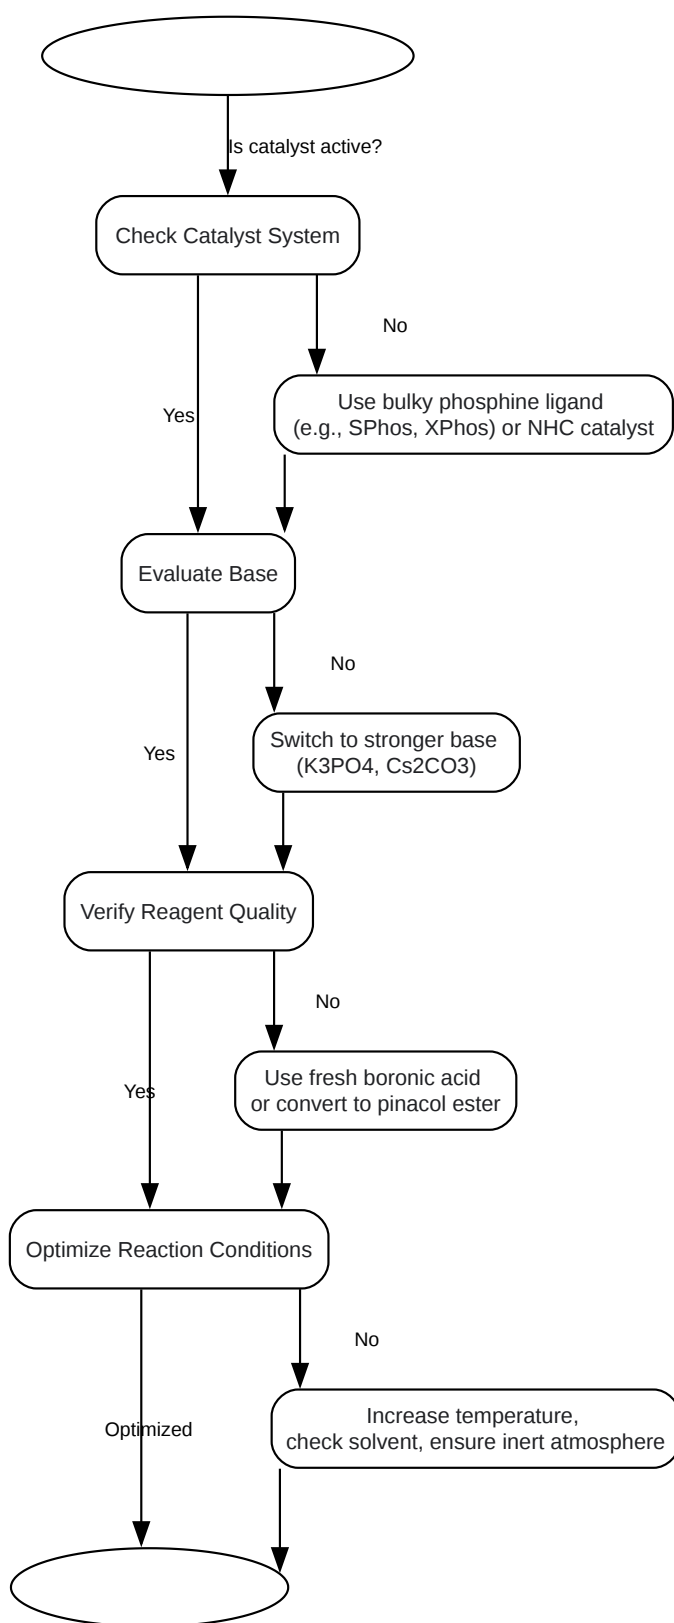 Is catalyst active?
Check Catalyst System
No
Use bulky phosphine ligand
(e.g., SPhos, XPhos) or NHC catalyst
Yes
Evaluate Base
No
Switch to stronger base
(K3PO4, Cs2CO3)
Yes
Verify Reagent Quality
No
Use fresh boronic acid
or convert to pinacol ester
Yes
Optimize Reaction Conditions
No
Increase temperature,
check solvent, ensure inert atmosphere
Optimized